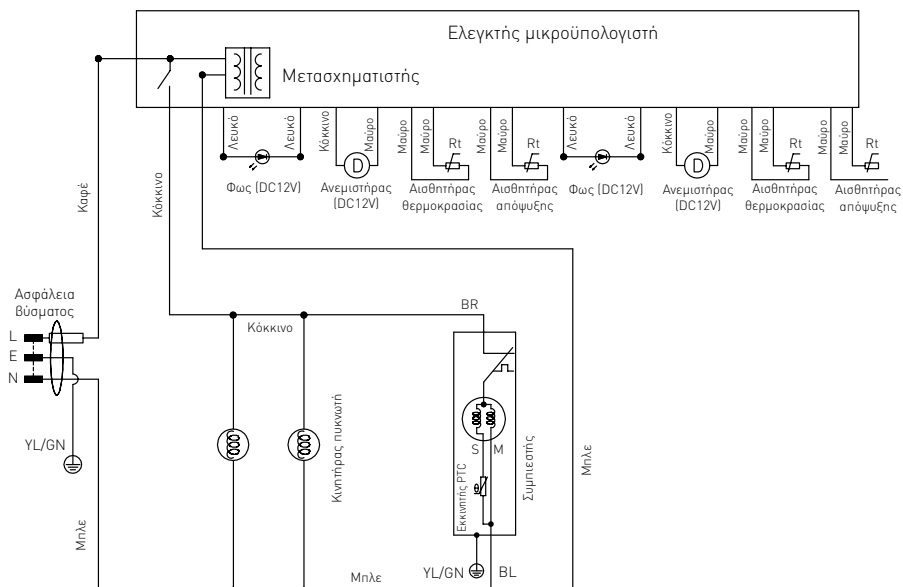 Ελεγκτής μικροϋπολογιστή
Μετασχηματιστής
Λευκό
Λευκό
Κόκκινο
Μαύρο
Μαύρο
Μαύρο
Μαύρο
Μαύρο
Λευκό
Λευκό
Κόκκινο
Μαύρο
Μαύρο
Μαύρο
Μαύρο
Μαύρο
D
Rt
Rt
D
Rt
Rt
Φως (DC12V)
Ανεμιστήρας
(DC12V)
Αισθητήρας
θερμοκρασίας
Αισθητήρας
απόψυξης
Φως (DC12V)
Ανεμιστήρας
(DC12V)
Αισθητήρας
θερμοκρασίας
Αισθητήρας
απόψυξης
Καφέ
Κόκκινο
Ασφάλεια
βύσματος
L
E
N
YL/GN
Μπλε
Κόκκινο
BR
Κινητήρας πυκνωτή
S M
θ
Εκκινητής PTC
Συμπιεστής
Μπλε
YL/GN
BL
Μπλε